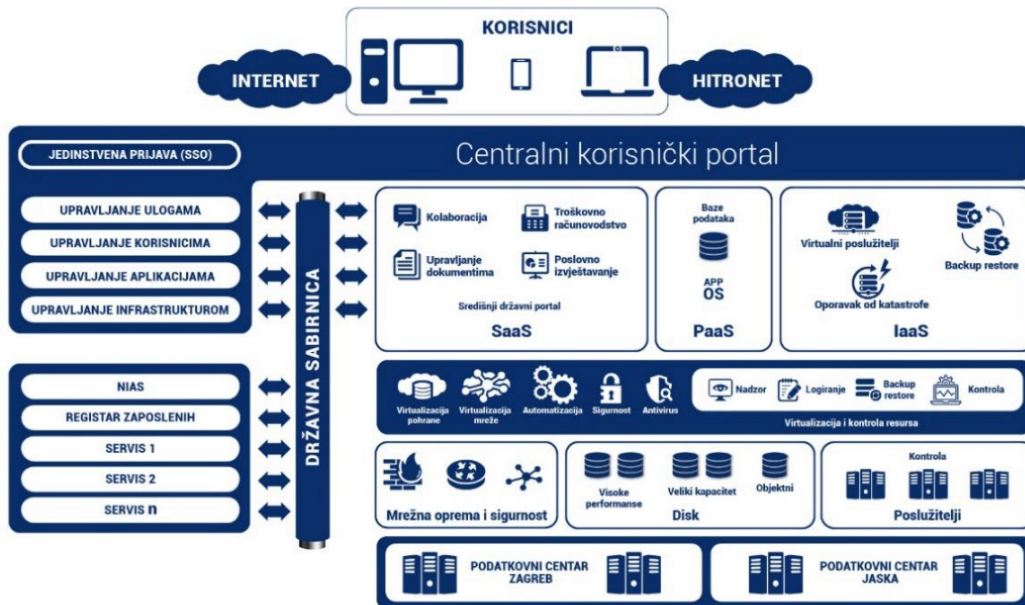 KORISNICI
INTERNET
HITRONET
JEDINSTVENA PRIJAVA (SSO)
Centralni korisnički portal
UPRAVLJANJE ULOGAMA
UPRAVLJANJE KORISNICIMA
UPRAVLJANJE APLIKACIJAMA
UPRAVLJANJE INFRASTRUKTUROM
NIAS
REGISTAR ZAPOSLENIH
SERVIS 1
SERVIS 2
SERVIS n
DRŽAVNA SABIRNICA
Kolaboracija
Troškovno
računovodstvo
Upravljanje
dokumentima
Poslovno
izvještavanje
Središnji državni portal
SaaS
Baze
podataka
APP
OS
PaaS
Virtualni poslužitelji
Backup restore
Oporavak od katastrofe
IaaS
Virtualizacija
pohrane
Virtualizacija
mreže
Automatizacija
Sigurnost
Antivirus
Nadzor
Logiranje
Backup
restore
Kontrola
Virtualizacija i kontrola resursa
Mrežna oprema i sigurnost
Visoke
performanse
Veliki kapacitet
Objektni
Disk
Kontrola
Poslužitelji
PODATKOVNI CENTAR
ZAGREB
PODATKOVNI CENTAR
JASKA